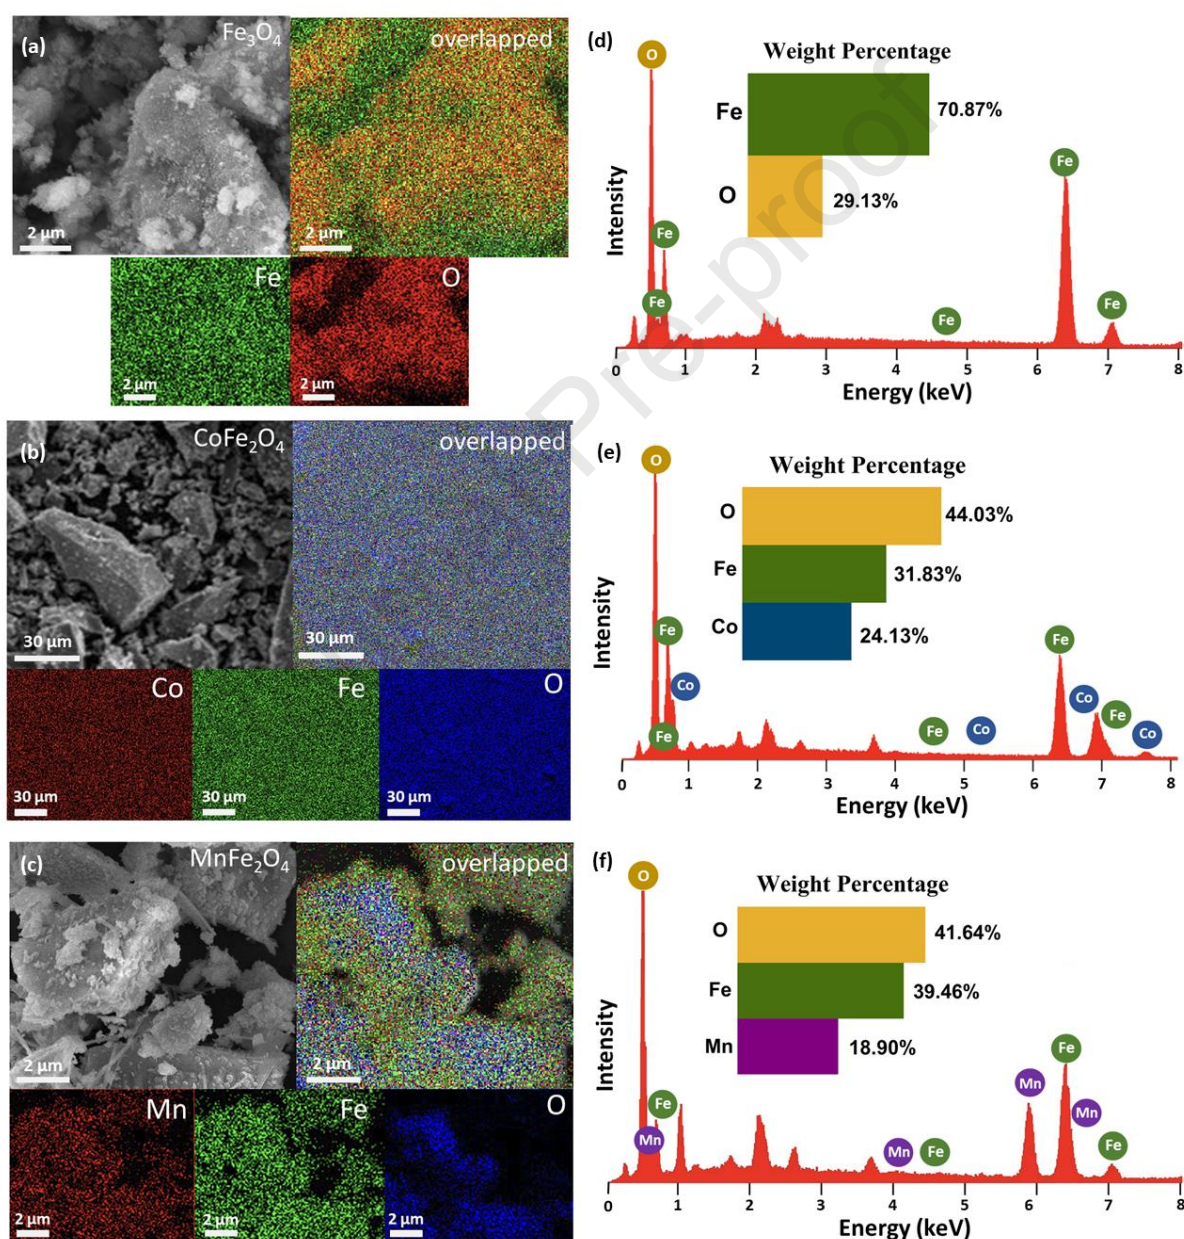 (a)
Fe₃O₄
overlapped
2 µm
2 µm
Fe
O
2 µm
2 µm
(d)
Weight Percentage
O
Fe
70.87%
O
29.13%
Fe
Fe
Fe
Fe
Fe
Intensity
0 1 2 3 4 5 6 7 8
Energy (keV)
Pre-proof
(b)
CoFe₂O₄
overlapped
30 µm
30 µm
Co
Fe
O
30 µm
30 µm
30 µm
(e)
Weight Percentage
O
O
44.03%
Fe
31.83%
Co
24.13%
Fe
Co
Fe
Fe
Co
Fe
Co
Fe
Co
Intensity
0 1 2 3 4 5 6 7 8
Energy (keV)
(c)
MnFe₂O₄
overlapped
2 µm
2 µm
Mn
Fe
O
2 µm
2 µm
2 µm
(f)
Weight Percentage
O
O
41.64%
Fe
39.46%
Mn
18.90%
Fe
Mn
Mn
Fe
Mn
Fe
Mn
Fe
Intensity
0 1 2 3 4 5 6 7 8
Energy (keV)